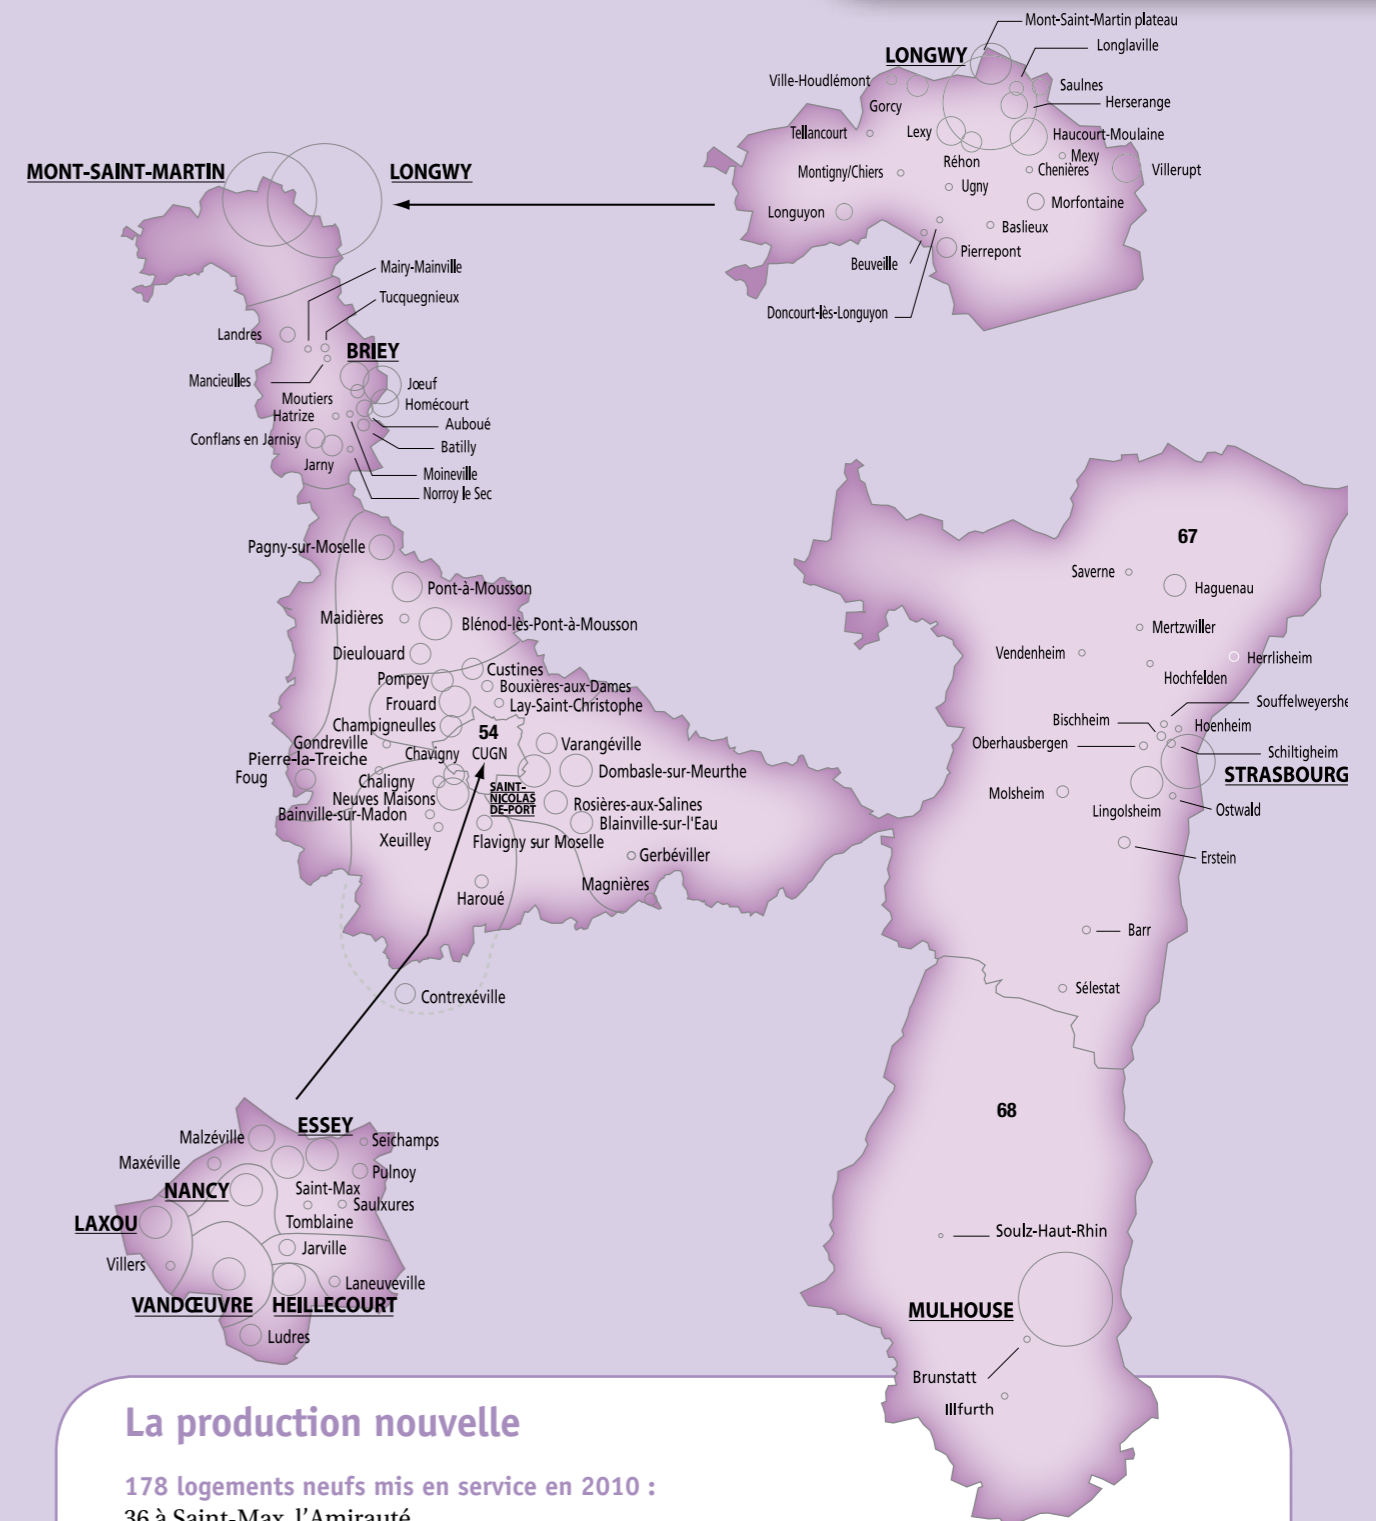 Mont-Saint-Martin plateau
LONGWY
Longlaville
Ville-Houdlémont
Saulnes
Gorcy
Herserange
Tellancourt
Lexy
Haucourt-Moulaine
Réhon
Mexy
Montigny/Chiers
Chenières
Villerupt
Ugny
Longuyon
Morfontaine
Baslieux
Beuveille
Pierrepont
Doncourt-lès-Longuyon
MONT-SAINT-MARTIN
LONGWY
Mairy-Mainville
Tucquegnieux
Landres
BRIEY
Mancieulles
Jœuf
Moutiers
Homécourt
Hatrize
Auboué
Conflans en Jarnisy
Batilly
Jarny
Moineville
Norroy le Sec
Pagny-sur-Moselle
Pont-à-Mousson
Maidières
Blénod-lès-Pont-à-Mousson
Dieulouard
Custines
Pompey
Bouxières-aux-Dames
Frouard
Lay-Saint-Christophe
Champigneulles
54
Gondreville
Chavigny
CUGN
Varangéville
Pierre-la-Treiche
Foug
Chaligny
Dombasle-sur-Meurthe
SAINT-
NICOLAS
DE-PORT
Neuves Maisons
Rosières-aux-Salines
Bainville-sur-Madon
Blainville-sur-l'Eau
Xeuilley
Flavigny sur Moselle
Gerbéviller
Haroué
Magnières
Contrexéville
67
Saverne
Haguenau
Mertzwiller
Vendenheim
Herrlisheim
Hochfelden
Souffelweyershe
Bischheim
Hoenheim
Oberhausbergen
Schiltigheim
STRASBOURG
Molsheim
Lingolsheim
Ostwald
Erstein
Barr
Sélestat
68
Soulz-Haut-Rhin
MULHOUSE
Brunstatt
Illfurth
ESSEY
Malzéville
Seichamps
Maxéville
Pulnoy
NANCY
Saint-Max
Saulxures
LAXOU
Tomblaine
Jarville
Villers
Laneuveville
VANDŒUVRE
HEILLECOURT
Ludres
La production nouvelle
178 logements neufs mis en service en 2010 :
36 à Saint-Max, l'Amirauté